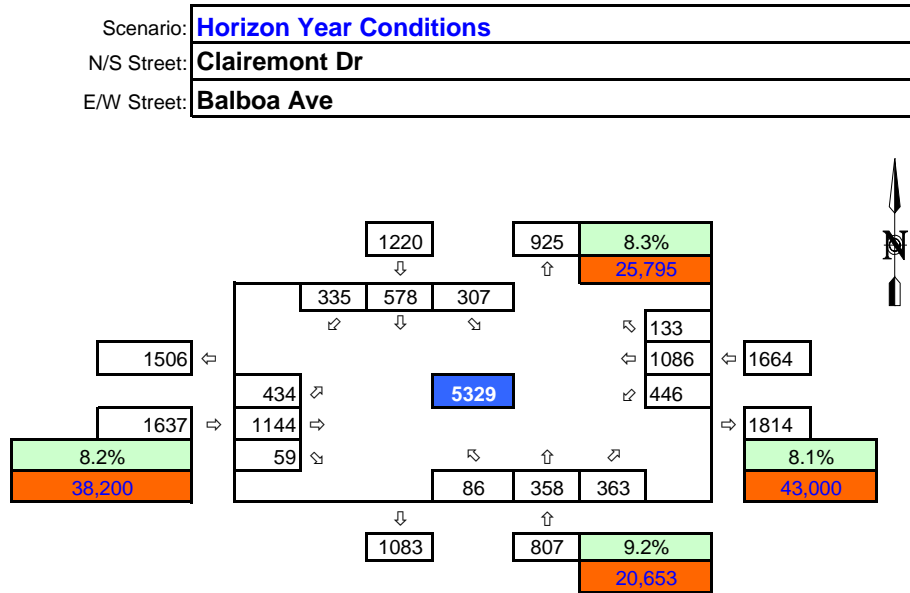 Scenario: Horizon Year Conditions
N/S Street: Clairemont Dr
E/W Street: Balboa Ave
N
1220 925 8.3%
⇩ ⇧ 25,795
335 578 307
⬃ ⇩ ⬂ ⬁ 133
1506 ⇦ ⇦ 1086 ⇦ 1664
434 ⬀ 5329 ⬃ 446
1637 ⇨ 1144 ⇨ ⇨ 1814
8.2% 59 ⬂ ⬁ ⇧ ⬀ 8.1%
38,200 86 358 363 43,000
⇩ ⇧
1083 807 9.2%
20,653